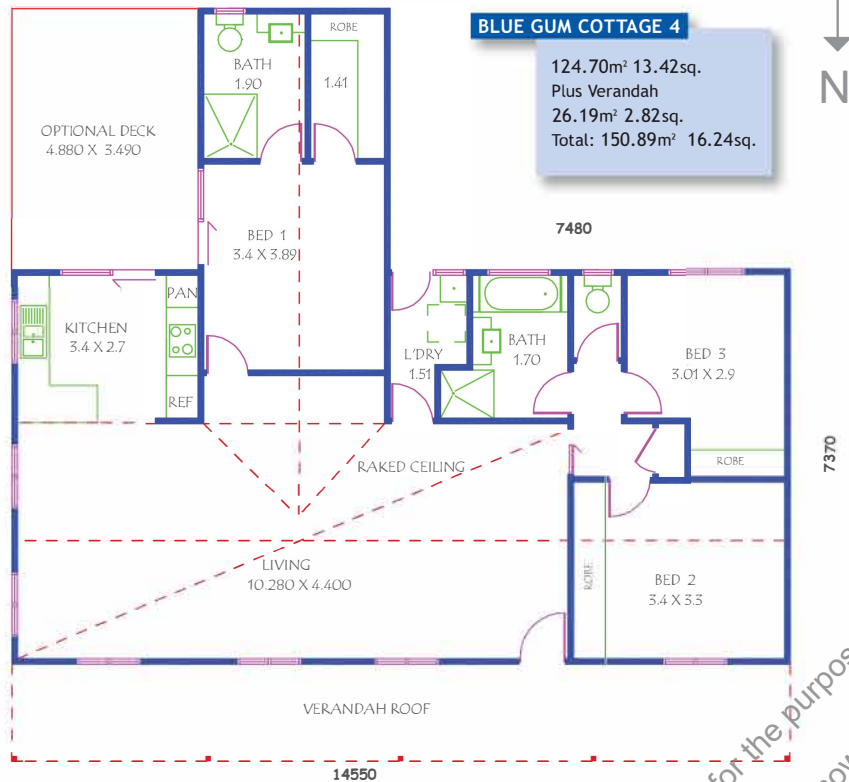 BLUE GUM COTTAGE 4
124.70m² 13.42sq.
Plus Verandah
26.19m² 2.82sq.
Total: 150.89m² 16.24sq.
N
ROBE
BATH
1.90
1.41
OPTIONAL DECK
4.880 X 3.490
7480
BED 1
3.4 X 3.89
PAN
KITCHEN
3.4 X 2.7
L'DRY
1.51
BATH
1.70
BED 3
3.01 X 2.9
REF
ROBE
7370
RAKED CEILING
LIVING
10.280 X 4.400
ROBE
BED 2
3.4 X 3.3
VERANDAH ROOF
14550
for the purpos